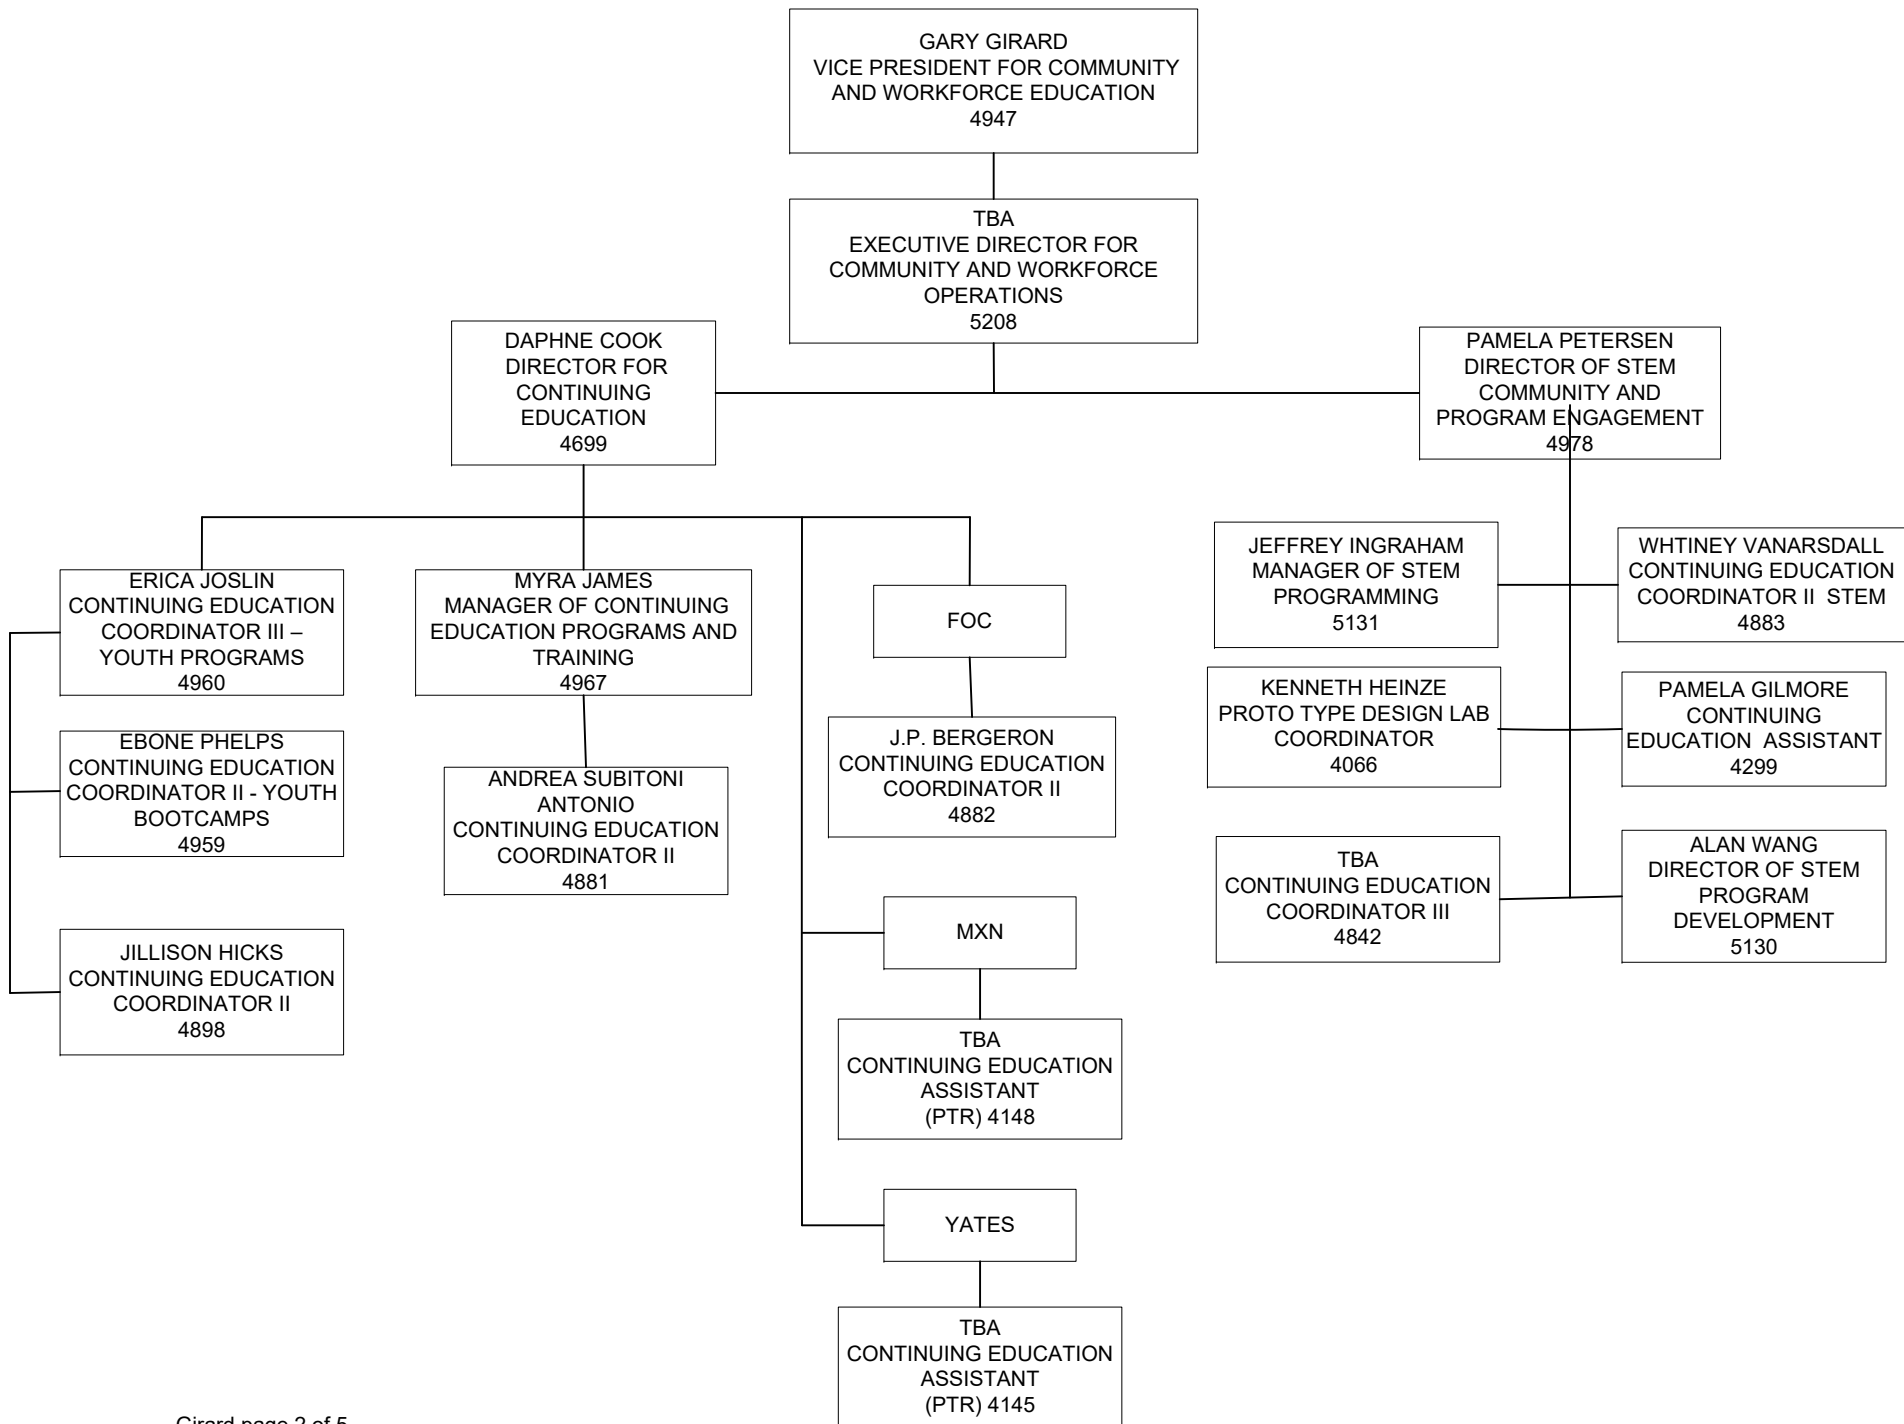 GARY GIRARD
VICE PRESIDENT FOR COMMUNITY
AND WORKFORCE EDUCATION
4947
TBA
EXECUTIVE DIRECTOR FOR
COMMUNITY AND WORKFORCE
OPERATIONS
5208
DAPHNE COOK
DIRECTOR FOR
CONTINUING
EDUCATION
4699
PAMELA PETERSEN
DIRECTOR OF STEM
COMMUNITY AND
PROGRAM ENGAGEMENT
4978
ERICA JOSLIN
CONTINUING EDUCATION
COORDINATOR III –
YOUTH PROGRAMS
4960
EBONE PHELPS
CONTINUING EDUCATION
COORDINATOR II - YOUTH
BOOTCAMPS
4959
JILLISON HICKS
CONTINUING EDUCATION
COORDINATOR II
4898
MYRA JAMES
MANAGER OF CONTINUING
EDUCATION PROGRAMS AND
TRAINING
4967
ANDREA SUBITONI
ANTONIO
CONTINUING EDUCATION
COORDINATOR II
4881
FOC
J.P. BERGERON
CONTINUING EDUCATION
COORDINATOR II
4882
MXN
TBA
CONTINUING EDUCATION
ASSISTANT
(PTR) 4148
YATES
TBA
CONTINUING EDUCATION
ASSISTANT
(PTR) 4145
JEFFREY INGRAHAM
MANAGER OF STEM
PROGRAMMING
5131
WHTINEY VANARSDALL
CONTINUING EDUCATION
COORDINATOR II STEM
4883
KENNETH HEINZE
PROTO TYPE DESIGN LAB
COORDINATOR
4066
PAMELA GILMORE
CONTINUING
EDUCATION ASSISTANT
4299
TBA
CONTINUING EDUCATION
COORDINATOR III
4842
ALAN WANG
DIRECTOR OF STEM
PROGRAM
DEVELOPMENT
5130
Girard page 2 of 5